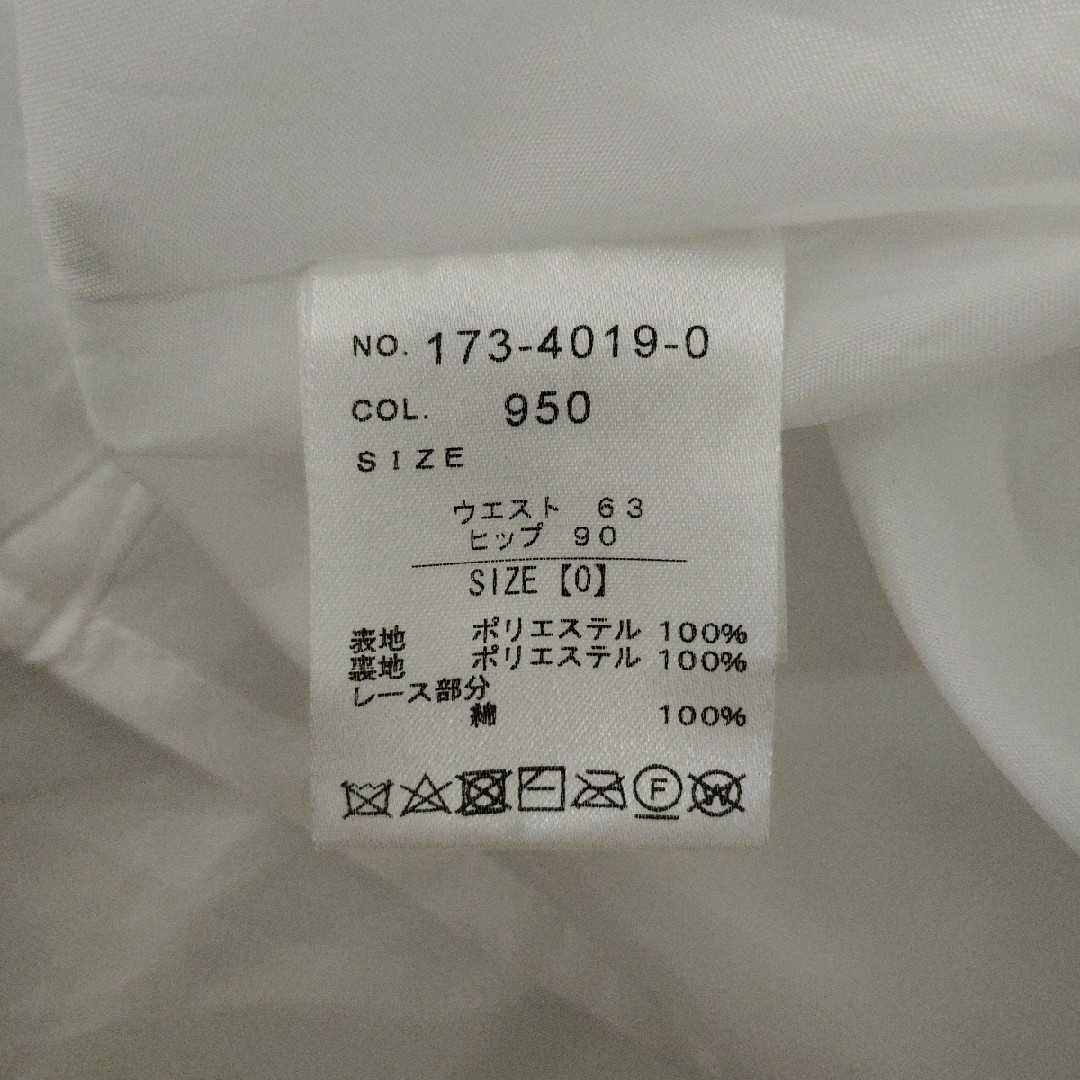 NO. 173-4019-0
COL. 950
SIZE
ウエスト 63
ヒップ 90
SIZE【0】
表地 ポリエステル 100%
裏地 ポリエステル 100%
レース部分
綿 100%
F W